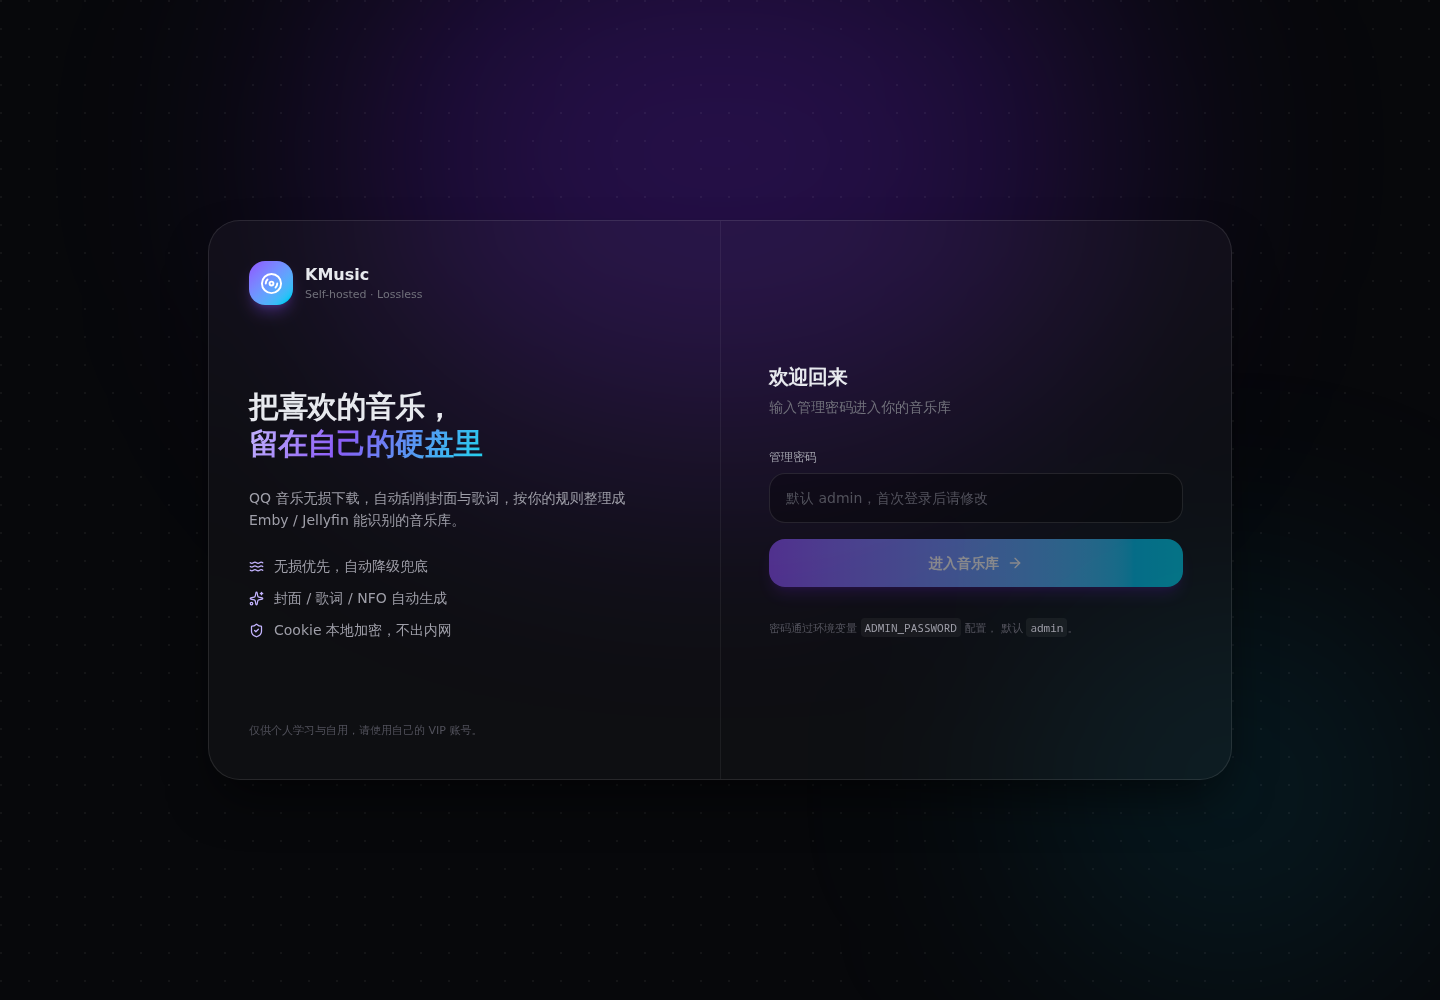 KMusic
Self-hosted · Lossless
把喜欢的音乐，
留在自己的硬盘里
QQ 音乐无损下载，自动刮削封面与歌词，按你的规则整理成
Emby / Jellyfin 能识别的音乐库。
无损优先，自动降级兜底
封面 / 歌词 / NFO 自动生成
Cookie 本地加密，不出内网
仅供个人学习与自用，请使用自己的 VIP 账号。
欢迎回来
输入管理密码进入你的音乐库
管理密码
默认 admin，首次登录后请修改
进入音乐库 →
密码通过环境变量 ADMIN_PASSWORD 配置，默认 admin。